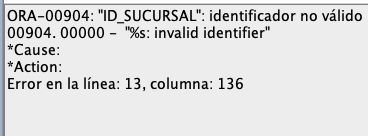 ORA-00904: "ID_SUCURSAL": identificador no válido
00904. 00000 -  "%s: invalid identifier"
*Cause:
*Action:
Error en la línea: 13, columna: 136